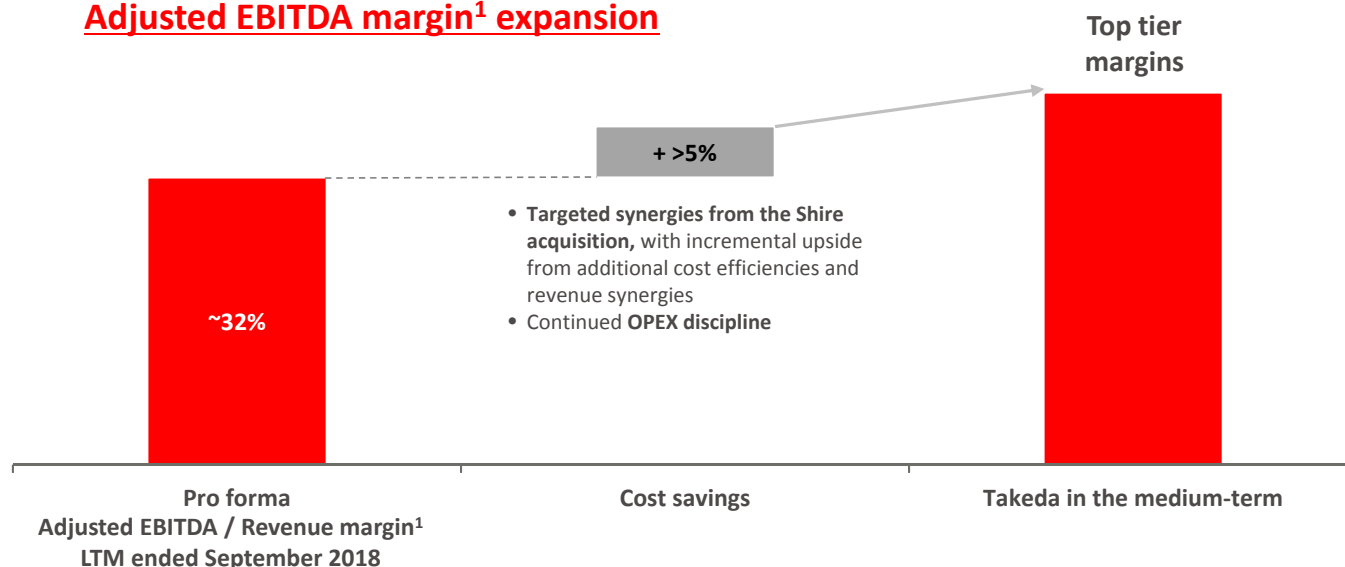 Adjusted EBITDA margin¹ expansion
Top tier
margins
+ >5%
~32%
• Targeted synergies from the Shire
acquisition, with incremental upside
from additional cost efficiencies and
revenue synergies
• Continued OPEX discipline
Pro forma
Adjusted EBITDA / Revenue margin¹
LTM ended September 2018
Cost savings
Takeda in the medium-term